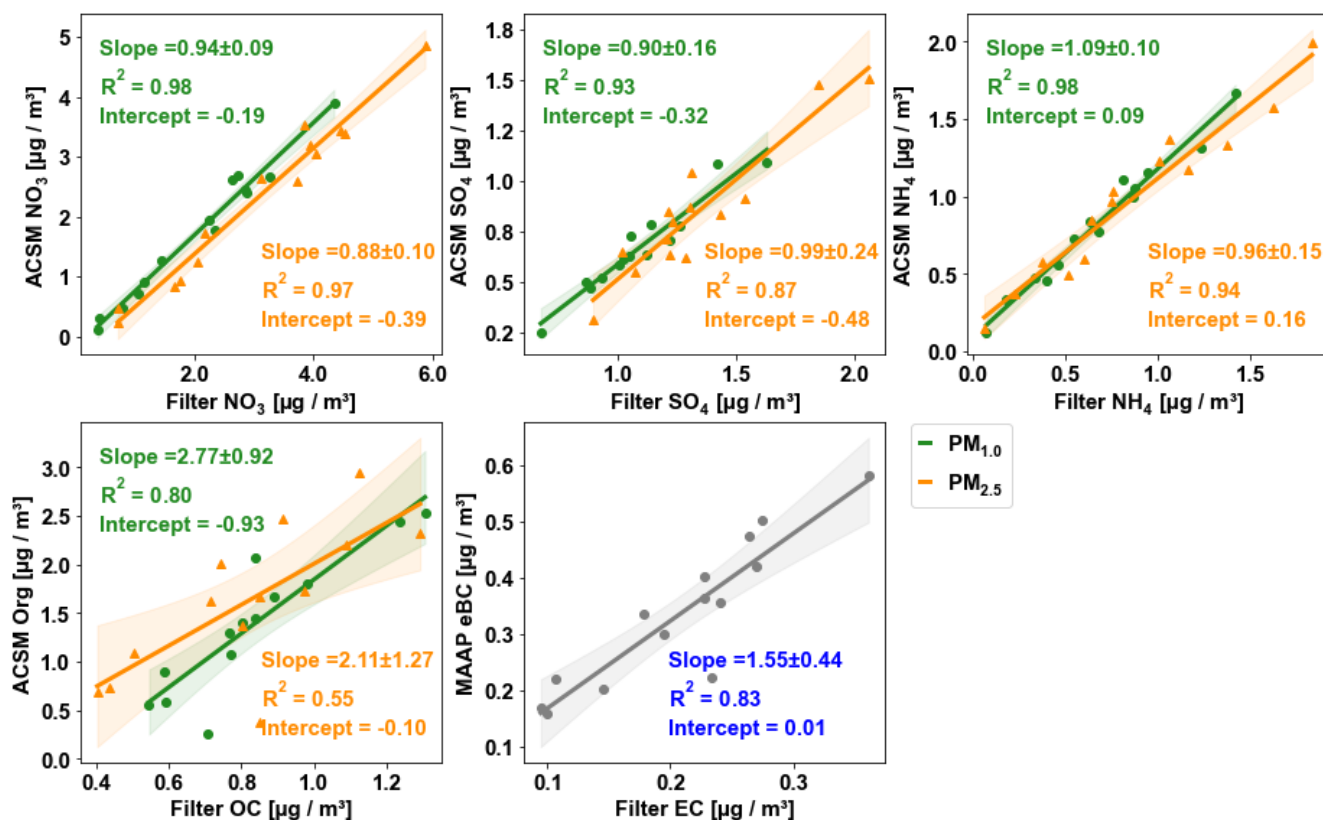 ACSM NO3 [µg / m³]
5
4
3
2
1
0
Slope =0.94±0.09
R2 = 0.98
Intercept = -0.19
Slope =0.88±0.10
R2 = 0.97
Intercept = -0.39
2.0 4.0 6.0
Filter NO3 [µg / m³]
ACSM SO4 [µg / m³]
1.8
1.5
1.2
1.0
0.8
0.5
0.2
Slope =0.90±0.16
R2 = 0.93
Intercept = -0.32
Slope =0.99±0.24
R2 = 0.87
Intercept = -0.48
1.0 1.5 2.0
Filter SO4 [µg / m³]
ACSM NH4 [µg / m³]
2.0
1.5
1.0
0.5
0.0
Slope =1.09±0.10
R2 = 0.98
Intercept = 0.09
Slope =0.96±0.15
R2 = 0.94
Intercept = 0.16
0.0 0.5 1.0 1.5
Filter NH4 [µg / m³]
ACSM Org [µg / m³]
3.0
2.5
2.0
1.5
1.0
0.5
0.0
Slope =2.77±0.92
R2 = 0.80
Intercept = -0.93
Slope =2.11±1.27
R2 = 0.55
Intercept = -0.10
0.4 0.6 0.8 1.0 1.2
Filter OC [µg / m³]
MAAP eBC [µg / m³]
0.6
0.5
0.4
0.3
0.2
0.1
Slope =1.55±0.44
R2 = 0.83
Intercept = 0.01
0.1 0.2 0.3
Filter EC [µg / m³]
PM1.0
PM2.5